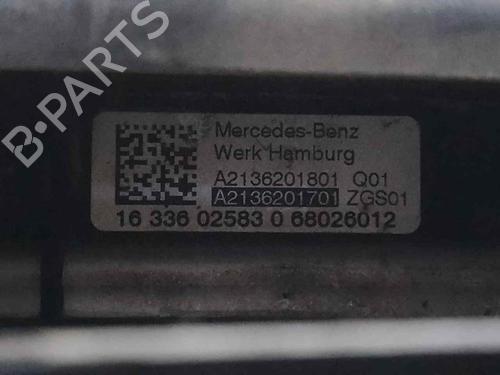 B-PARTS
Mercedes-Benz
Werk Hamburg
A2136201801 Q01
A2136201701 ZGS01
16 336 02583 0 68026012